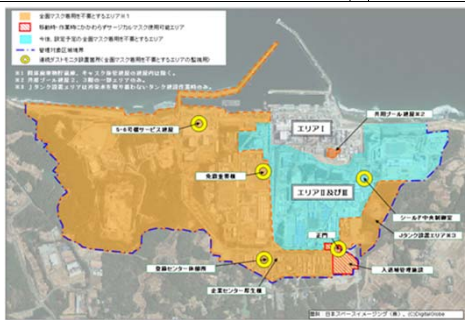 全面マスク着用を不要とするエリア※1
移動時・作業時にかかわらずサージカルマスク使用可能エリア
今後、設定予定の全面マスク着用を不要とするエリア
管理対象区域境界
連続ダストモニタ設置箇所(全面マスク着用を不要とするエリアの監視用)
エリアⅠ
共用プール建屋※2
5・6号機サービス建屋
免震重要棟
エリアⅡ及びⅢ
シールド中央制御室
Jタンク設置エリア※3
正門
登録センター休憩所
入退域管理施設
企業センター厚生棟
資料:日本スペースイメージング(株)、(C)DigitalGlobe